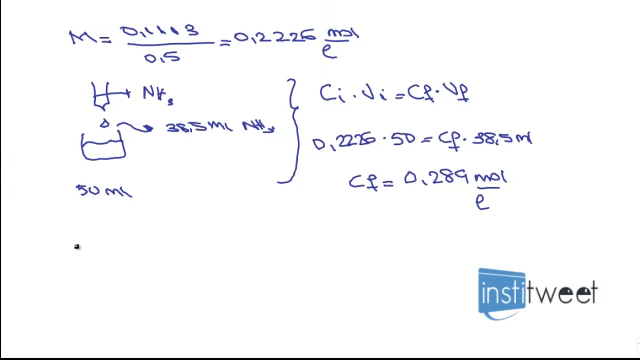 M = 0,1113 / 0,5 = 0,2226 mol/l
NH3
38,5 ml NH3
50 ml
Ci · Vi = Cf · Vf
0,2226 · 50 = Cf · 38,5 ml
Cf = 0,289 mol/l
institweet